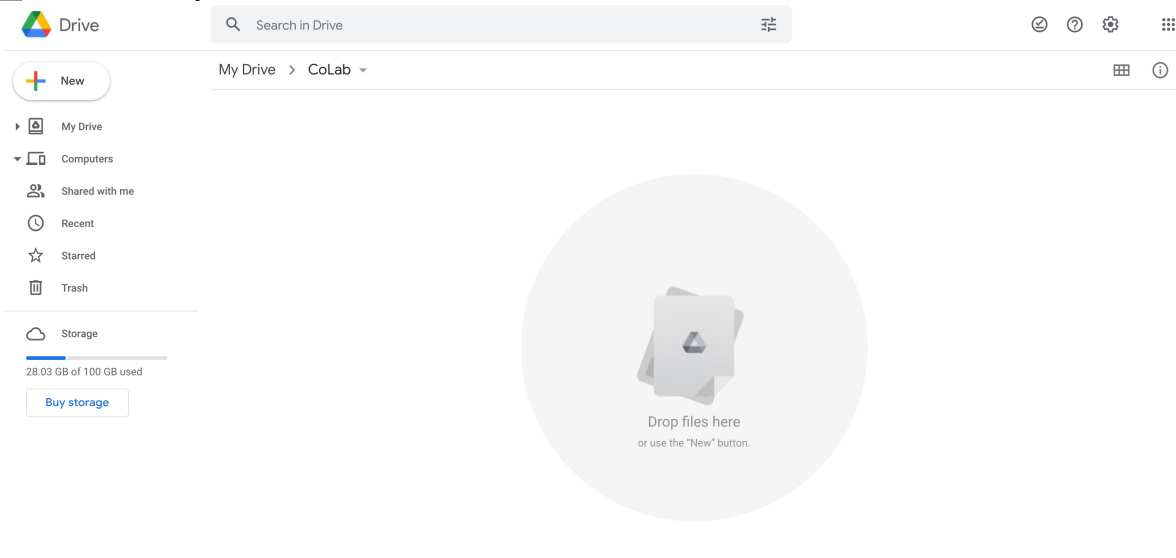 Drive
Search in Drive
New
My Drive > CoLab
My Drive
Computers
Shared with me
Recent
Starred
Trash
Storage
28.03 GB of 100 GB used
Buy storage
Drop files here
or use the “New” button.